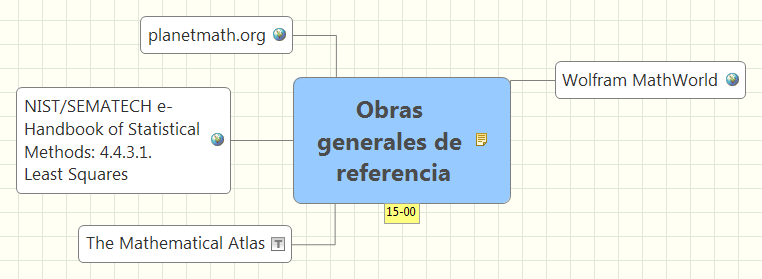 planetmath.org
Wolfram MathWorld
NIST/SEMATECH e-
Handbook of Statistical
Methods: 4.4.3.1.
Least Squares
Obras
generales de
referencia
15-00
The Mathematical Atlas
T